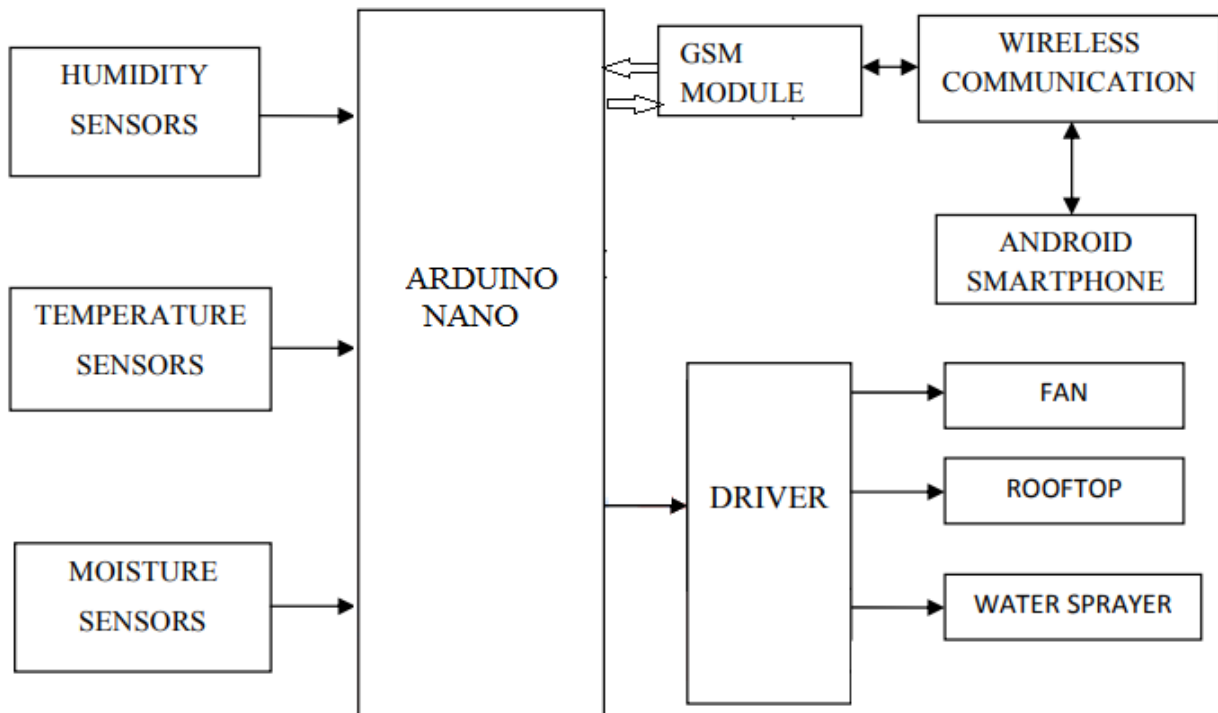 HUMIDITY
SENSORS
TEMPERATURE
SENSORS
MOISTURE
SENSORS
ARDUINO
NANO
GSM
MODULE
WIRELESS
COMMUNICATION
ANDROID
SMARTPHONE
DRIVER
FAN
ROOFTOP
WATER SPRAYER